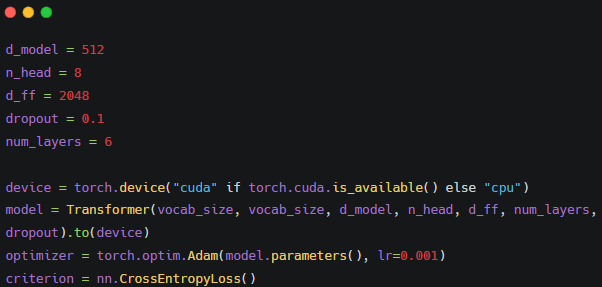 d_model = 512
n_head = 8
d_ff = 2048
dropout = 0.1
num_layers = 6
device = torch.device("cuda" if torch.cuda.is_available() else "cpu")
model = Transformer(vocab_size, vocab_size, d_model, n_head, d_ff, num_layers,
dropout).to(device)
optimizer = torch.optim.Adam(model.parameters(), lr=0.001)
criterion = nn.CrossEntropyLoss()